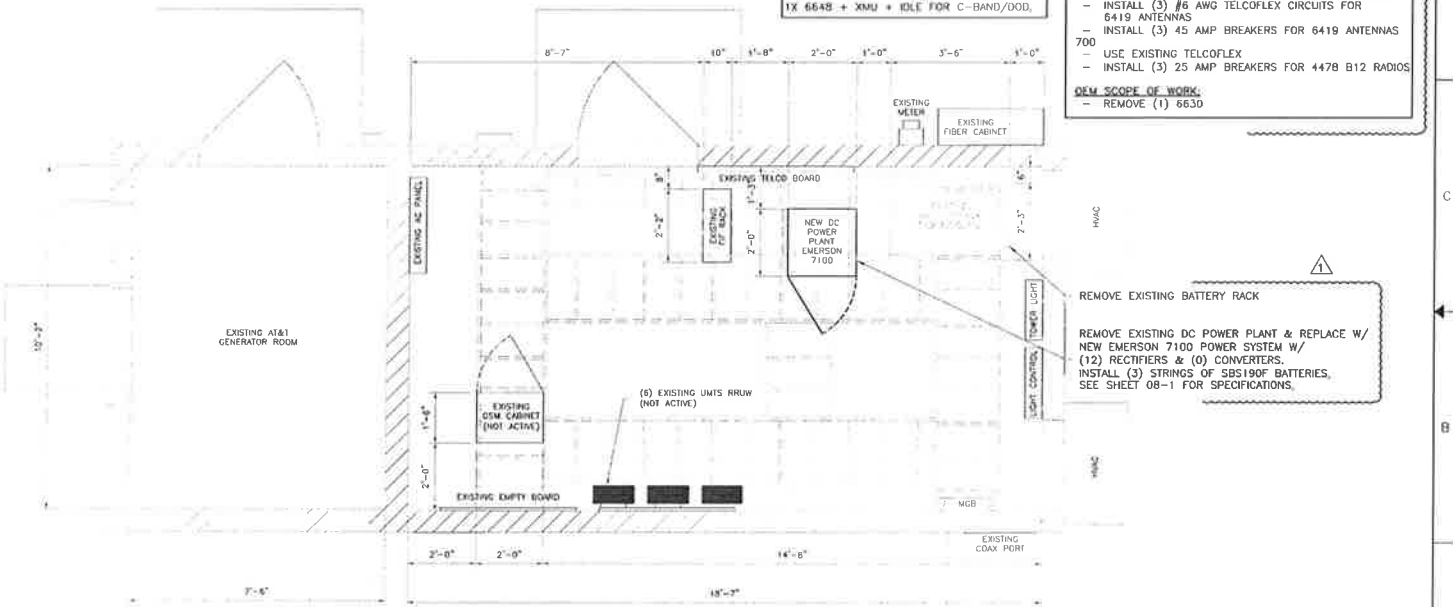 1X 6648 + XMU + IDLE FOR C-BAND/DOD,
- INSTALL (3) #6 AWG TELCOFLEX CIRCUITS FOR
6419 ANTENNAS
- INSTALL (3) 45 AMP BREAKERS FOR 6419 ANTENNAS
700
- USE EXISTING TELCOFLEX
- INSTALL (3) 25 AMP BREAKERS FOR 4478 B12 RADIOS
OEM SCOPE OF WORK:
- REMOVE (1) 6630
8'-7"
10"
1'-8"
2'-0"
1'-0"
3'-6"
1'-0"
EXISTING
METER
EXISTING
FIBER CABINET
EXISTING TELCO BOARD
EXISTING AC PANEL
8"
2'-2"
EXISTING
FIF RACK
1'-3"
2'-0"
NEW DC
POWER
PLANT
EMERSON
7100
6"
2'-3"
HVAC
C
1
REMOVE EXISTING BATTERY RACK
REMOVE EXISTING DC POWER PLANT & REPLACE W/
NEW EMERSON 7100 POWER SYSTEM W/
(12) RECTIFIERS & (0) CONVERTERS.
INSTALL (3) STRINGS OF SBS190F BATTERIES.
SEE SHEET 08-1 FOR SPECIFICATIONS.
TOWER LIGHT
LIGHT CONTROL
10'-2"
EXISTING AT&T
GENERATOR ROOM
(6) EXISTING UMTS RRUW
(NOT ACTIVE)
EXISTING
GSM CABINET
(NOT ACTIVE)
1'-6"
2'-0"
B
HVAC
EXISTING EMPTY BOARD
MGB
EXISTING
COAX PORT
2'-0"
2'-0"
14'-8"
7'-6"
18'-7"